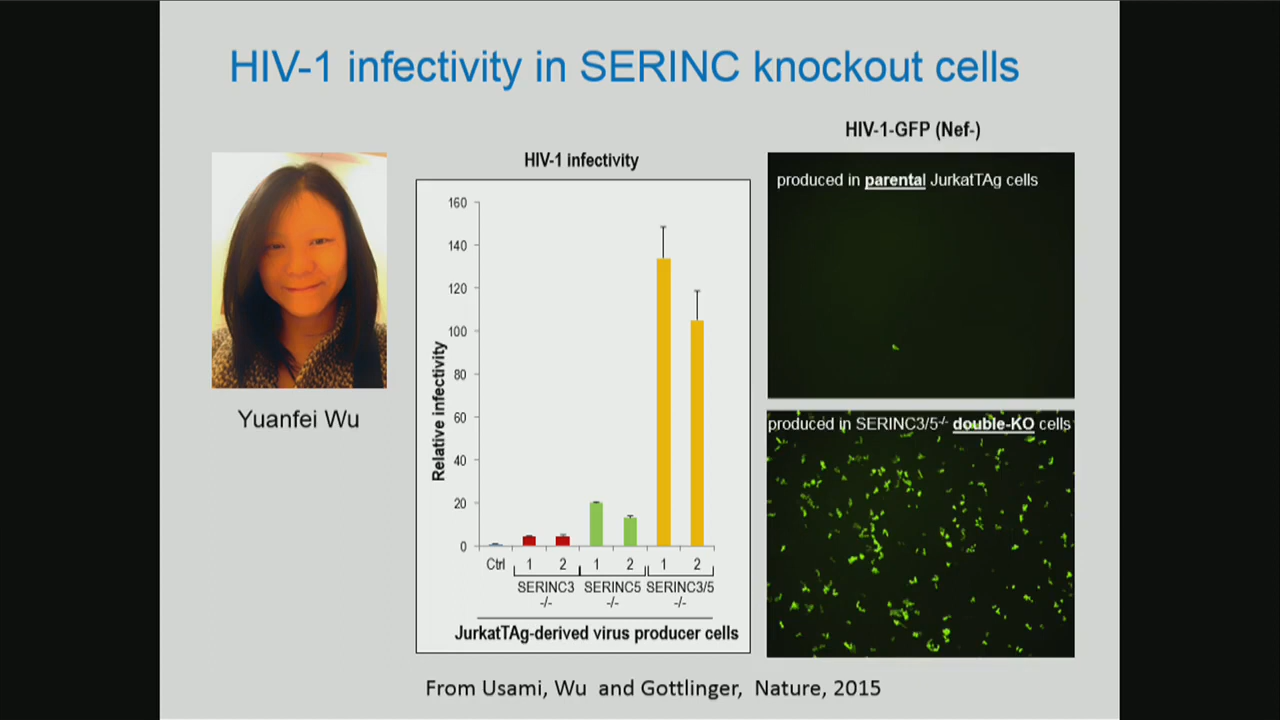 HIV-1 infectivity in SERINC knockout cells
Yuanfei Wu
HIV-1 infectivity
Relative infectivity
160
140
120
100
80
60
40
20
0
Ctrl 1 2 1 2 1 2
SERINC3 SERINC5 SERINC3/5
-/- -/- -/-
JurkatTAg-derived virus producer cells
HIV-1-GFP (Nef-)
produced in parental JurkatTAg cells
produced in SERINC3/5-/- double-KO cells
From Usami, Wu and Gottlinger, Nature, 2015